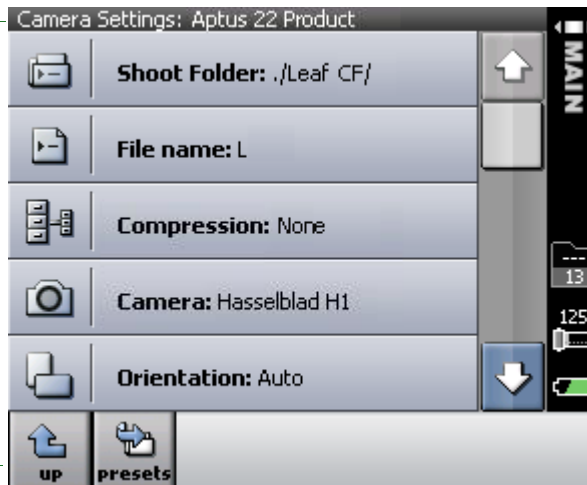 Camera Settings: Aptus 22 Product
MAIN
Shoot Folder: ./Leaf CF/
File name: L
Compression: None
Camera: Hasselblad H1
Orientation: Auto
---
13
125
up
presets